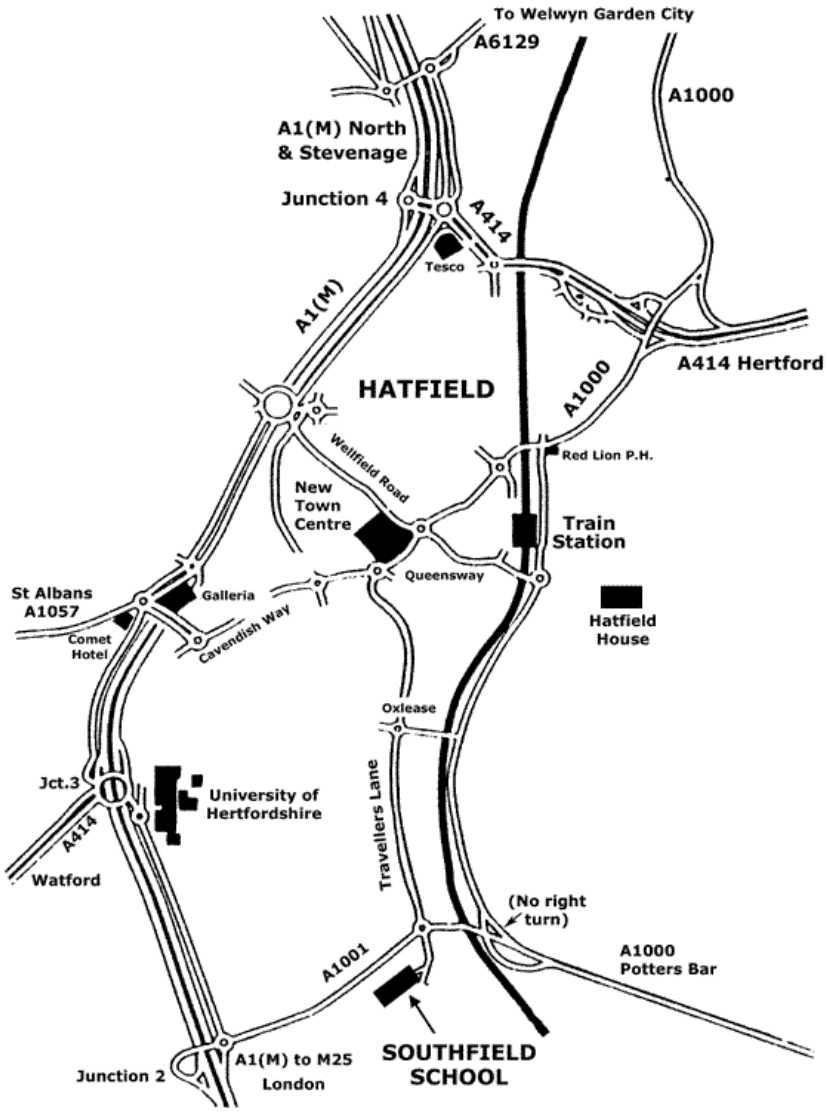 To Welwyn Garden City
A6129
A1000
A1(M) North
& Stevenage
Junction 4
A414
Tesco
A1(M)
A414 Hertford
HATFIELD
A1000
Red Lion P.H.
Wellfield Road
New
Town
Centre
Train
Station
Queensway
St Albans
A1057
Galleria
Hatfield
House
Comet
Hotel
Cavendish Way
Oxlease
Jct.3
University of
Hertfordshire
A414
Watford
Travellers Lane
(No right
turn)
A1001
A1000
Potters Bar
SOUTHFIELD
SCHOOL
A1(M) to M25
London
Junction 2